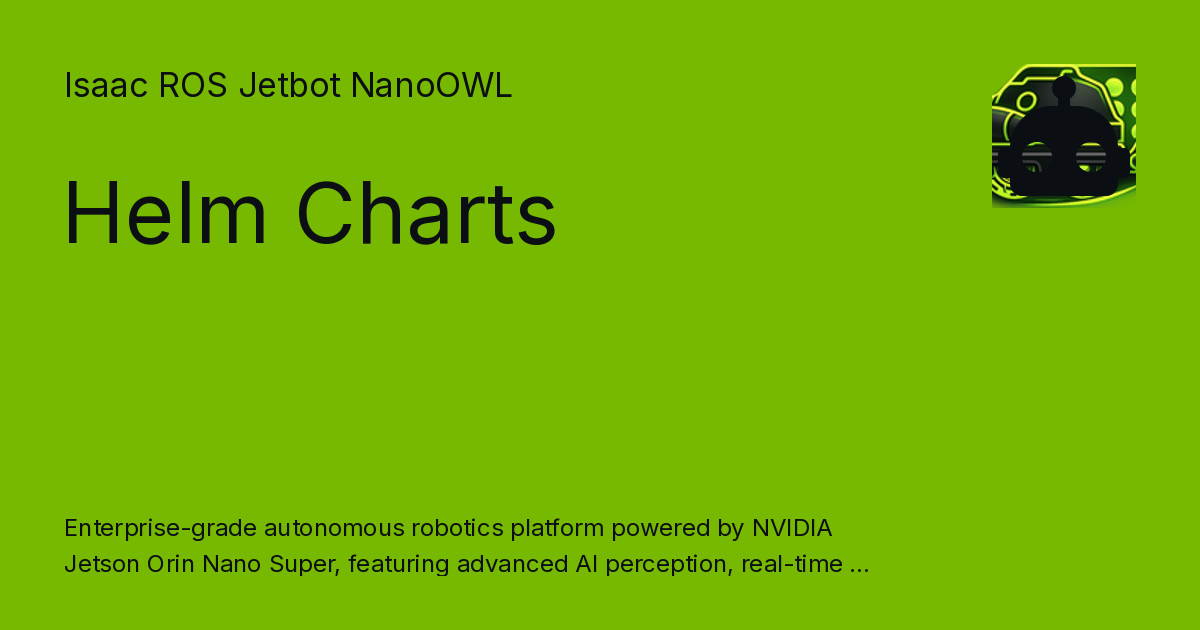 Isaac ROS Jetbot NanoOWL
Helm Charts
Enterprise-grade autonomous robotics platform powered by NVIDIA
Jetson Orin Nano Super, featuring advanced AI perception, real-time ...